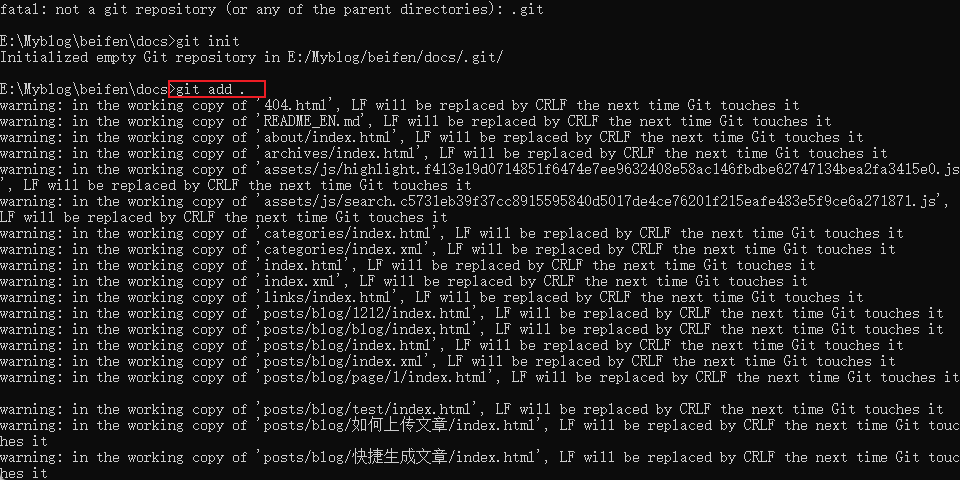 fatal: not a git repository (or any of the parent directories): .git
E:\Myblog\beifen\docs>git init
Initialized empty Git repository in E:/Myblog/beifen/docs/.git/
E:\Myblog\beifen\docs>git add .
warning: in the working copy of '404.html', LF will be replaced by CRLF the next time Git touches it
warning: in the working copy of 'README_EN.md', LF will be replaced by CRLF the next time Git touches it
warning: in the working copy of 'about/index.html', LF will be replaced by CRLF the next time Git touches it
warning: in the working copy of 'archives/index.html', LF will be replaced by CRLF the next time Git touches it
warning: in the working copy of 'assets/js/highlight.f413e19d0714851f6474e7ee9632408e58ac146fbdbe62747134bea2fa3415e0.js
', LF will be replaced by CRLF the next time Git touches it
warning: in the working copy of 'assets/js/search.c5731eb39f37cc8915595840d5017de4ce76201f215eafe483e5f9ce6a271871.js',
LF will be replaced by CRLF the next time Git touches it
warning: in the working copy of 'categories/index.html', LF will be replaced by CRLF the next time Git touches it
warning: in the working copy of 'categories/index.xml', LF will be replaced by CRLF the next time Git touches it
warning: in the working copy of 'index.html', LF will be replaced by CRLF the next time Git touches it
warning: in the working copy of 'index.xml', LF will be replaced by CRLF the next time Git touches it
warning: in the working copy of 'links/index.html', LF will be replaced by CRLF the next time Git touches it
warning: in the working copy of 'posts/blog/1212/index.html', LF will be replaced by CRLF the next time Git touches it
warning: in the working copy of 'posts/blog/blog/index.html', LF will be replaced by CRLF the next time Git touches it
warning: in the working copy of 'posts/blog/index.html', LF will be replaced by CRLF the next time Git touches it
warning: in the working copy of 'posts/blog/index.xml', LF will be replaced by CRLF the next time Git touches it
warning: in the working copy of 'posts/blog/page/1/index.html', LF will be replaced by CRLF the next time Git touches it
warning: in the working copy of 'posts/blog/test/index.html', LF will be replaced by CRLF the next time Git touches it
warning: in the working copy of 'posts/blog/如何上传文章/index.html', LF will be replaced by CRLF the next time Git touc
hes it
warning: in the working copy of 'posts/blog/快捷生成文章/index.html', LF will be replaced by CRLF the next time Git touc
hes it